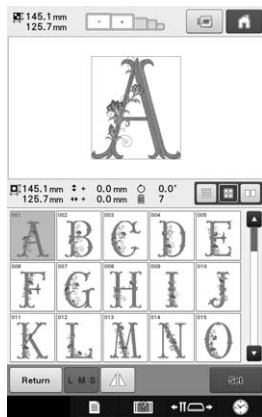 145.1 mm
125.7 mm
A
145.1 mm + 0.0 mm 0.0°
125.7 mm + 0.0 mm 7
001 002 003 004 005
A B C D E
006 007 008 009 010
F G H I J
011 012 013 014 015
K L M N O
Return L M S Set